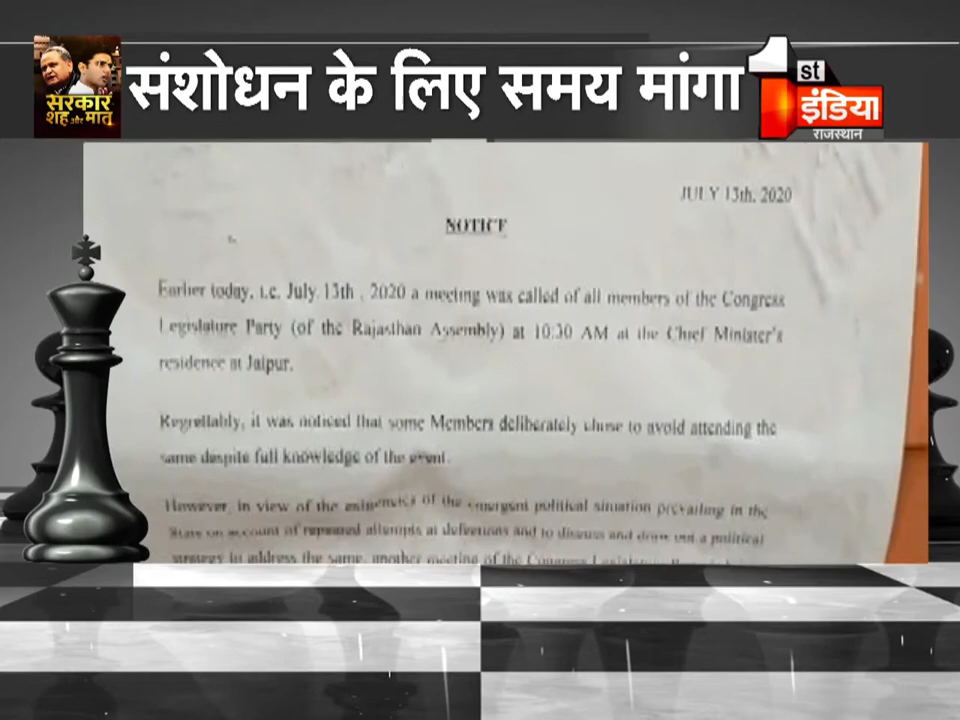 संशोधन के लिए समय मांगा
सरकार
शह और मात
1st
इंडिया
राजस्थान
JULY 13th, 2020
NOTICE
Earlier today, i.e. July 13th , 2020 a meeting was called of all members of the Congress
Legislature Party (of the Rajasthan Assembly) at 10:30 AM at the Chief Minister's
residence at Jaipur.
Regrettably, it was noticed that some Members deliberately chose to avoid attending the
same despite full knowledge of the event.
However, in view of the exigencies of the emergent political situation prevailing in the
State on account of repeated attempts at defections and to discuss and draw out a political
strategy to address the same, another meeting of the Congress Legislature